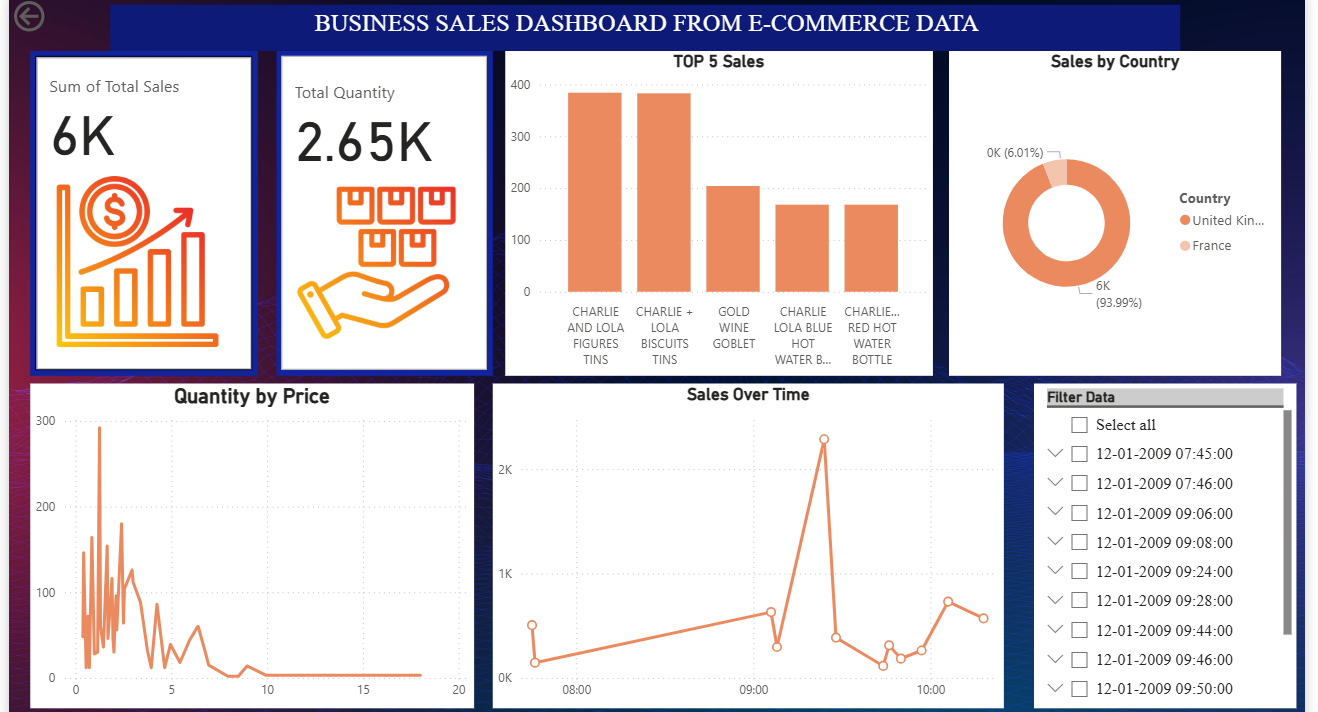 BUSINESS SALES DASHBOARD FROM E-COMMERCE DATA
Sum of Total Sales
6K
$
Total Quantity
2.65K
TOP 5 Sales
400
300
200
100
0
CHARLIE
AND LOLA
FIGURES
TINS
CHARLIE +
LOLA
BISCUITS
TINS
GOLD
WINE
GOBLET
CHARLIE
LOLA BLUE
HOT
WATER B...
CHARLIE...
RED HOT
WATER
BOTTLE
Sales by Country
0K (6.01%)
6K
(93.99%)
Country
United Kin...
France
Quantity by Price
300
200
100
0
0
5
10
15
20
Sales Over Time
2K
1K
0K
08:00
09:00
10:00
Filter Data
Select all
12-01-2009 07:45:00
12-01-2009 07:46:00
12-01-2009 09:06:00
12-01-2009 09:08:00
12-01-2009 09:24:00
12-01-2009 09:28:00
12-01-2009 09:44:00
12-01-2009 09:46:00
12-01-2009 09:50:00